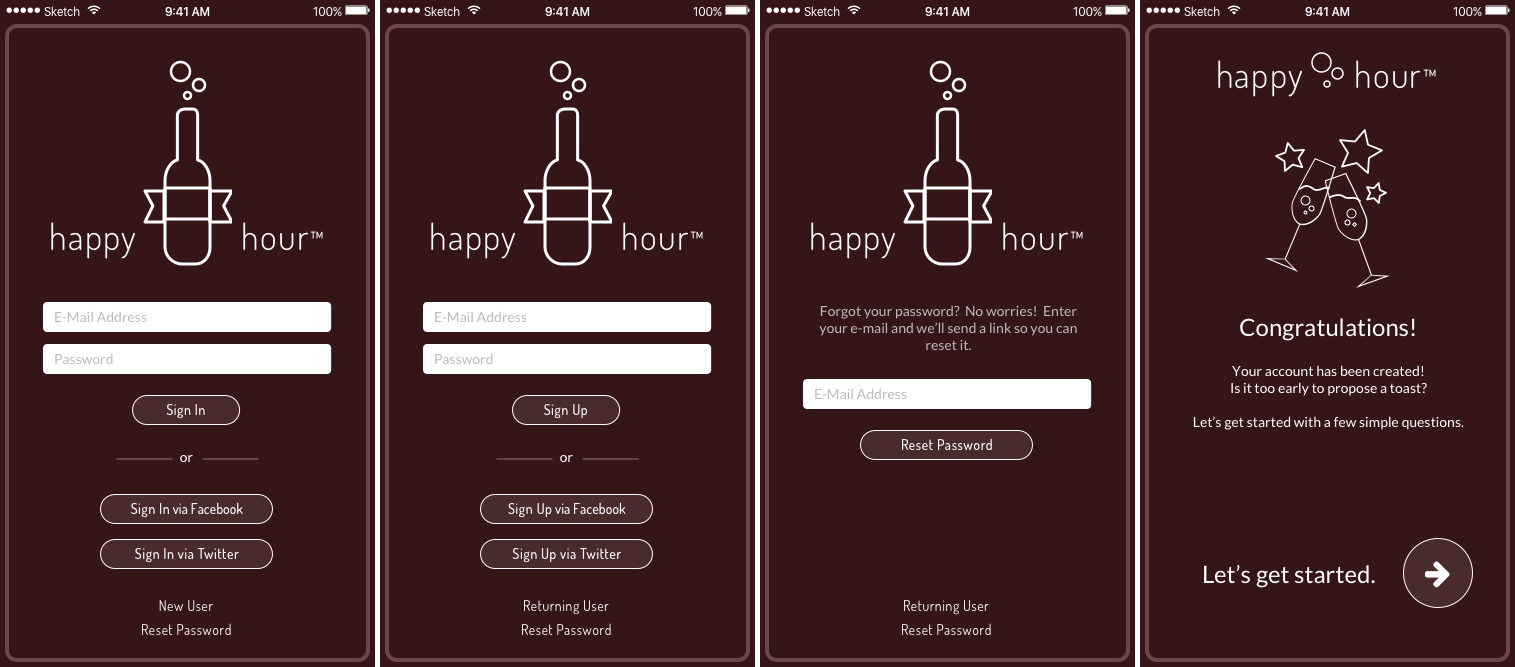 Sketch 9:41 AM 100%
happy hour™
E-Mail Address
Password
Sign In
or
Sign In via Facebook
Sign In via Twitter
New User
Reset Password
Sketch 9:41 AM 100%
happy hour™
E-Mail Address
Password
Sign Up
or
Sign Up via Facebook
Sign Up via Twitter
Returning User
Reset Password
Sketch 9:41 AM 100%
happy hour™
Forgot your password? No worries! Enter
your e-mail and we’ll send a link so you can
reset it.
E-Mail Address
Reset Password
Returning User
Reset Password
Sketch 9:41 AM 100%
happy hour™
Congratulations!
Your account has been created!
Is it too early to propose a toast?
Let’s get started with a few simple questions.
Let’s get started.